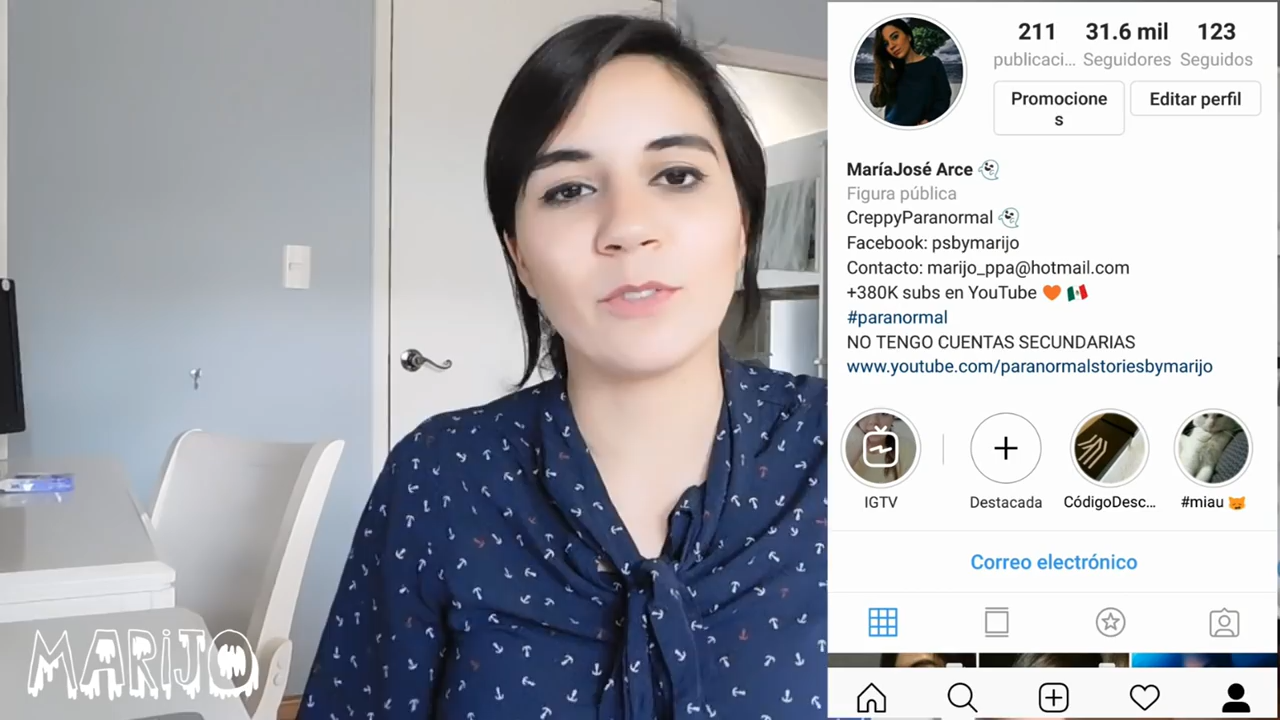 211 31.6 mil 123
publicaci... Seguidores Seguidos
Promocione
s
Editar perfil
MaríaJosé Arce 👻
Figura pública
CreppyParanormal 👻
Facebook: psbymarijo
Contacto: marijo_ppa@hotmail.com
+380K subs en YouTube 🧡 🇲🇽
#paranormal
NO TENGO CUENTAS SECUNDARIAS
www.youtube.com/paranormalstoriesbymarijo
IGTV
Destacada
CódigoDesc...
#miau 😼
Correo electrónico
MARiJO